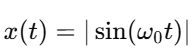 x(t) = | sin(ω₀t)